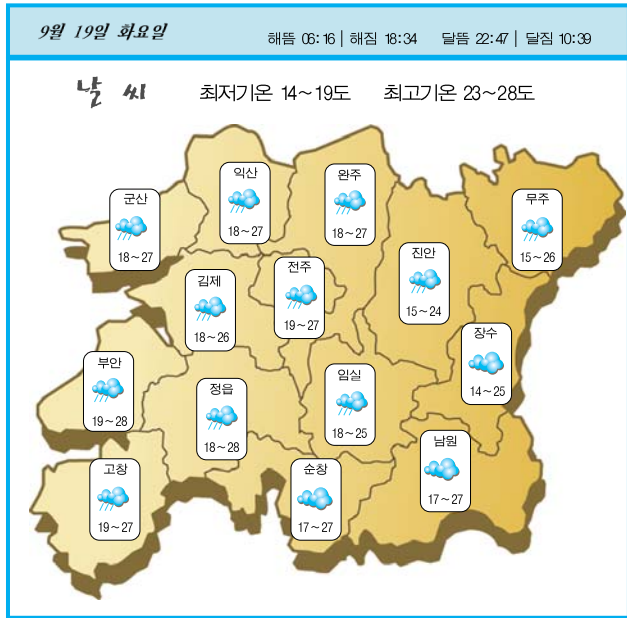 9월 19일 화요일
해뜸 06:16 | 해짐 18:34 달뜸 22:47 | 달짐 10:39
날 씨 최저기온 14~19도 최고기온 23~28도
익산
18~27
완주
18~27
군산
18~27
무주
15~26
진안
15~24
전주
19~27
김제
18~26
장수
14~25
부안
19~28
임실
18~25
정읍
18~28
남원
17~27
고창
19~27
순창
17~27